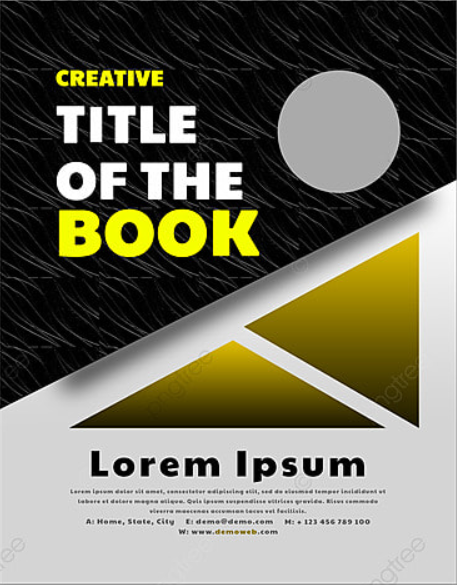 CREATIVE
TITLE
OF THE
BOOK
Lorem Ipsum
Lorem ipsum dolor sit amet, consectetur adipiscing elit, sed do eiusmod tempor incididunt ut
labore et dolore magna aliqua. Quis ipsum suspendisse ultrices gravida. Risus commodo
viverra maecenas accumsan lacus vel facilisis.
A: Home, State, City E: demo@demo.com M: + 123 456 789 100
W: www.demoweb.com